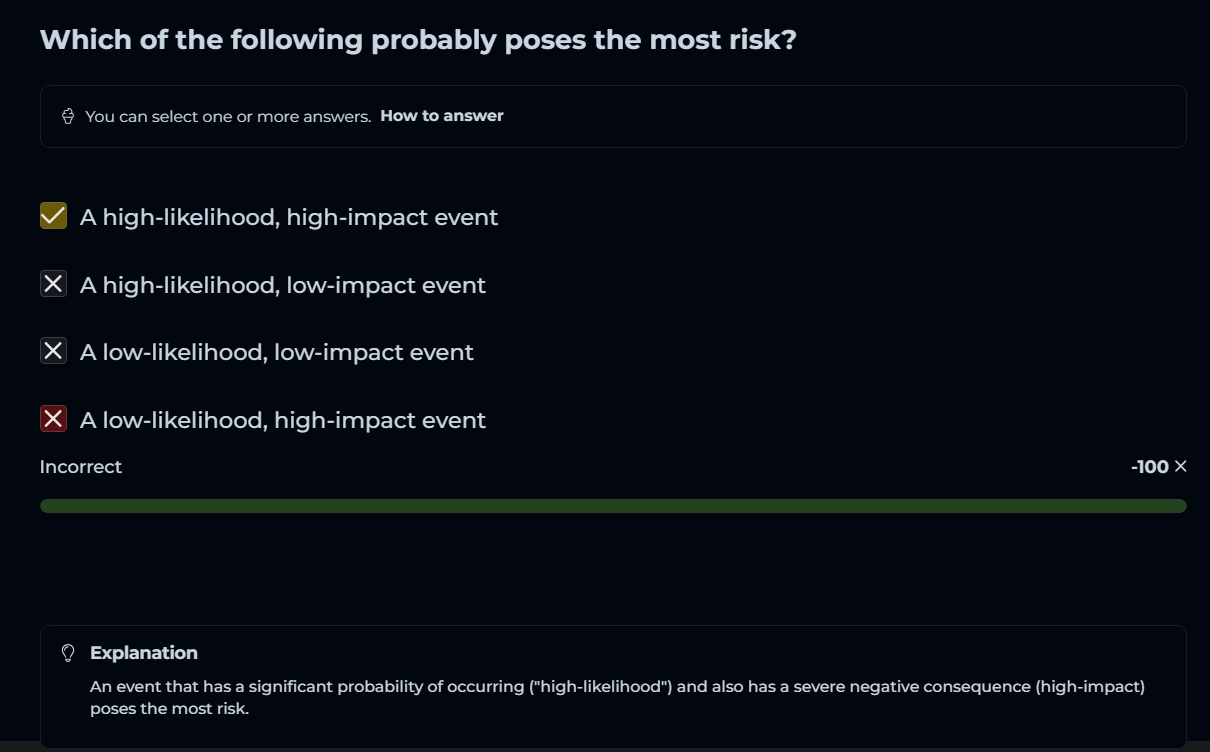 Which of the following probably poses the most risk?
You can select one or more answers. How to answer
A high-likelihood, high-impact event
A high-likelihood, low-impact event
A low-likelihood, low-impact event
A low-likelihood, high-impact event
Incorrect -100 ×
Explanation
An event that has a significant probability of occurring ("high-likelihood") and also has a severe negative consequence (high-impact)
poses the most risk.